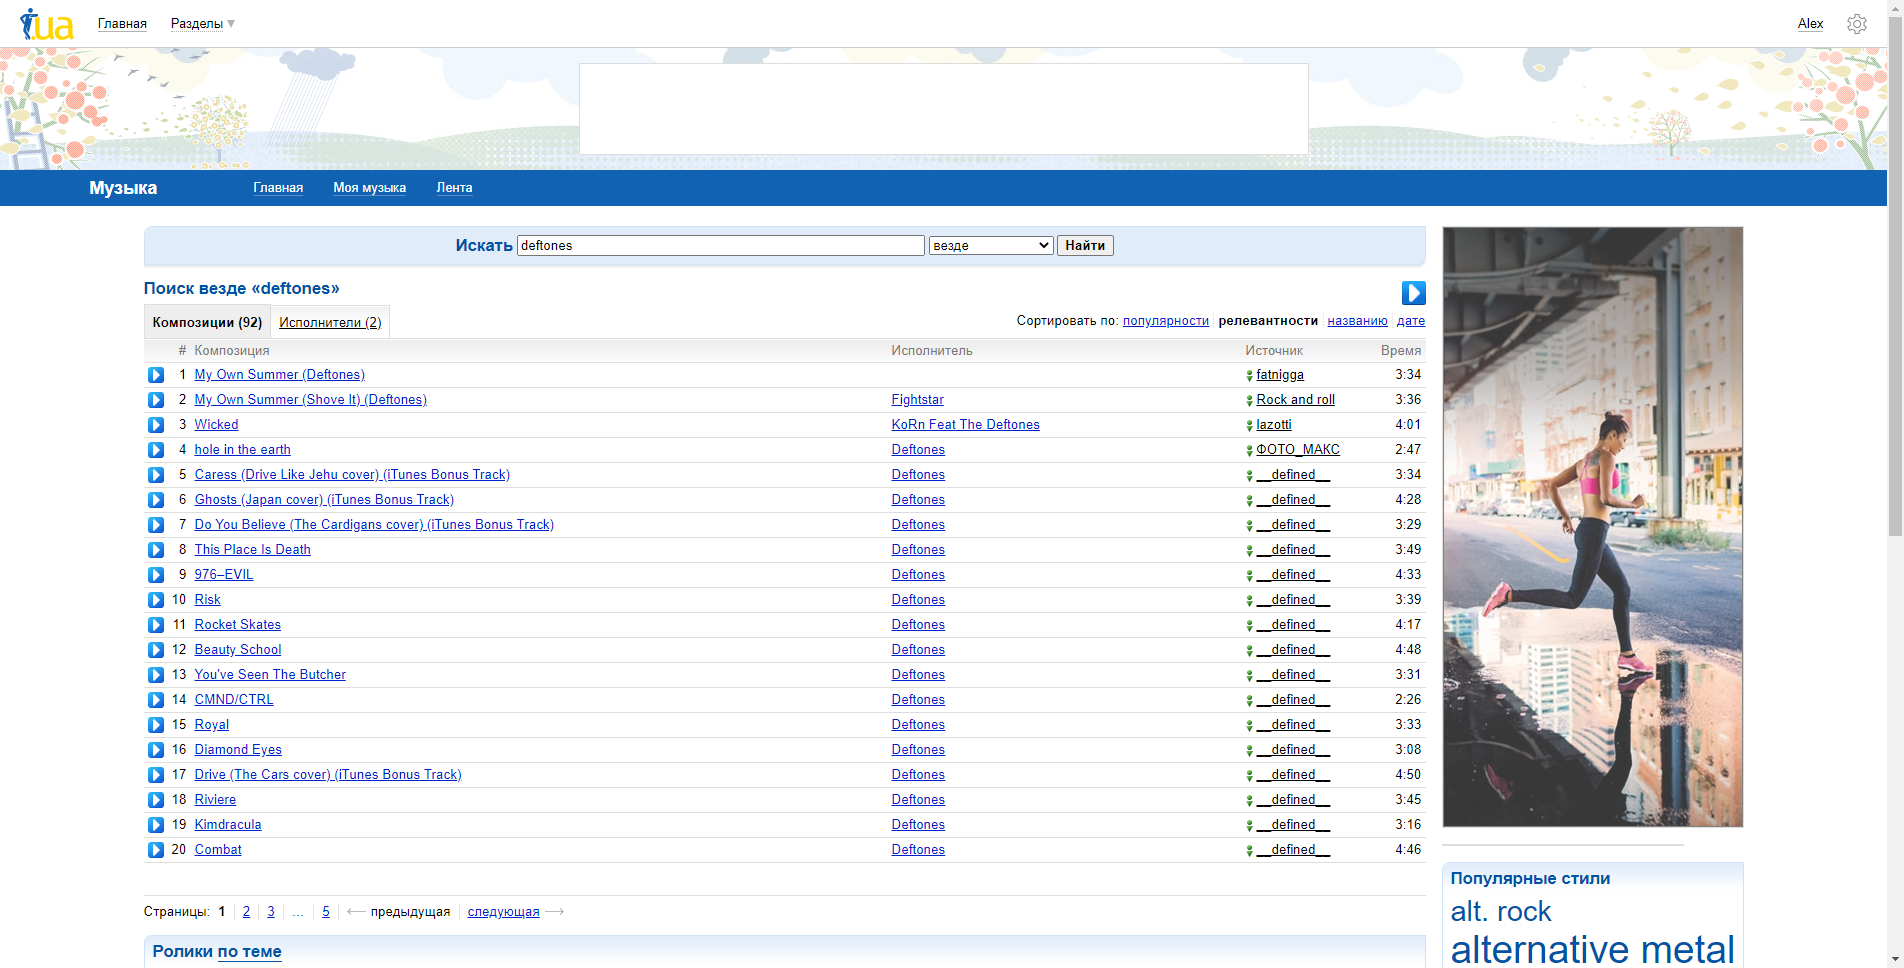 .ua Главная Разделы ▼ Alex
Музыка Главная Моя музыка Лента
Искать deftones везде Найти
Поиск везде «deftones»
Композиции (92) Исполнители (2) Сортировать по: популярности релевантности названию дате
# Композиция Исполнитель Источник Время
1 My Own Summer (Deftones) fatnigga 3:34
2 My Own Summer (Shove It) (Deftones) Fightstar Rock and roll 3:36
3 Wicked KoRn Feat The Deftones lazotti 4:01
4 hole in the earth Deftones ФОТО_МАКС 2:47
5 Caress (Drive Like Jehu cover) (iTunes Bonus Track) Deftones __defined__ 3:34
6 Ghosts (Japan cover) (iTunes Bonus Track) Deftones __defined__ 4:28
7 Do You Believe (The Cardigans cover) (iTunes Bonus Track) Deftones __defined__ 3:29
8 This Place Is Death Deftones __defined__ 3:49
9 976–EVIL Deftones __defined__ 4:33
10 Risk Deftones __defined__ 3:39
11 Rocket Skates Deftones __defined__ 4:17
12 Beauty School Deftones __defined__ 4:48
13 You've Seen The Butcher Deftones __defined__ 3:31
14 CMND/CTRL Deftones __defined__ 2:26
15 Royal Deftones __defined__ 3:33
16 Diamond Eyes Deftones __defined__ 3:08
17 Drive (The Cars cover) (iTunes Bonus Track) Deftones __defined__ 4:50
18 Riviere Deftones __defined__ 3:45
19 Kimdracula Deftones __defined__ 3:16
20 Combat Deftones __defined__ 4:46
Страницы: 1 2 3 ... 5 ← предыдущая следующая →
Ролики по теме
Популярные стили
alt. rock
alternative metal